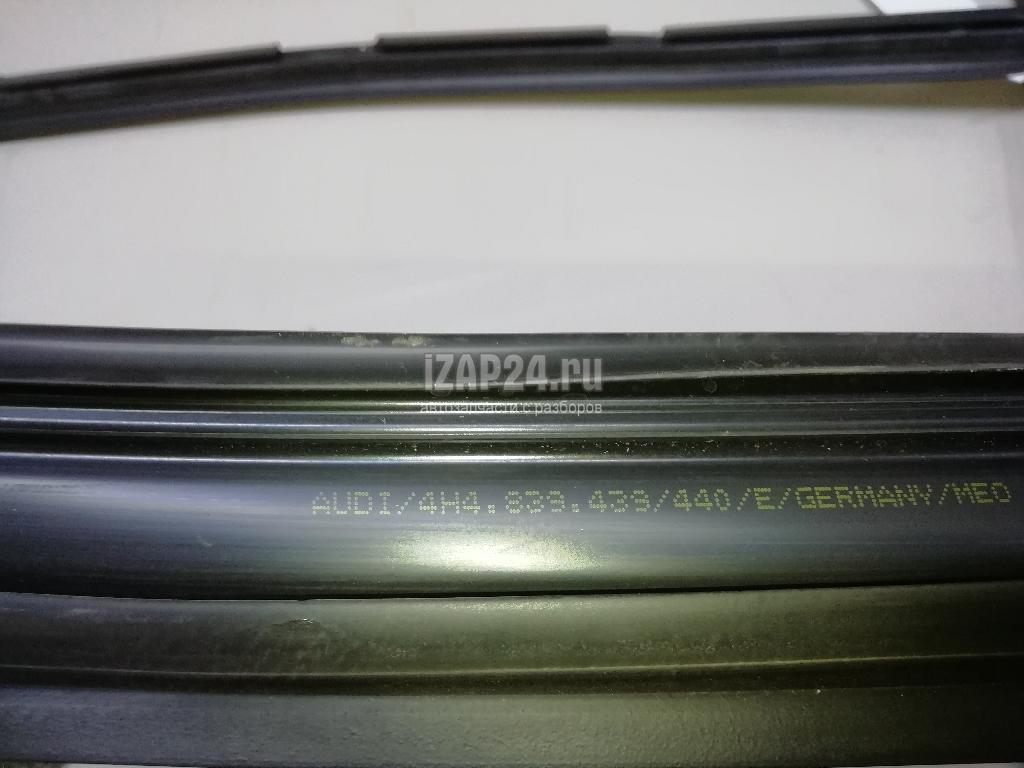 iZAP24.ru
автозапчасти с разборов
AUDI/4H4.839.439/440/E/GERMANY/MEO